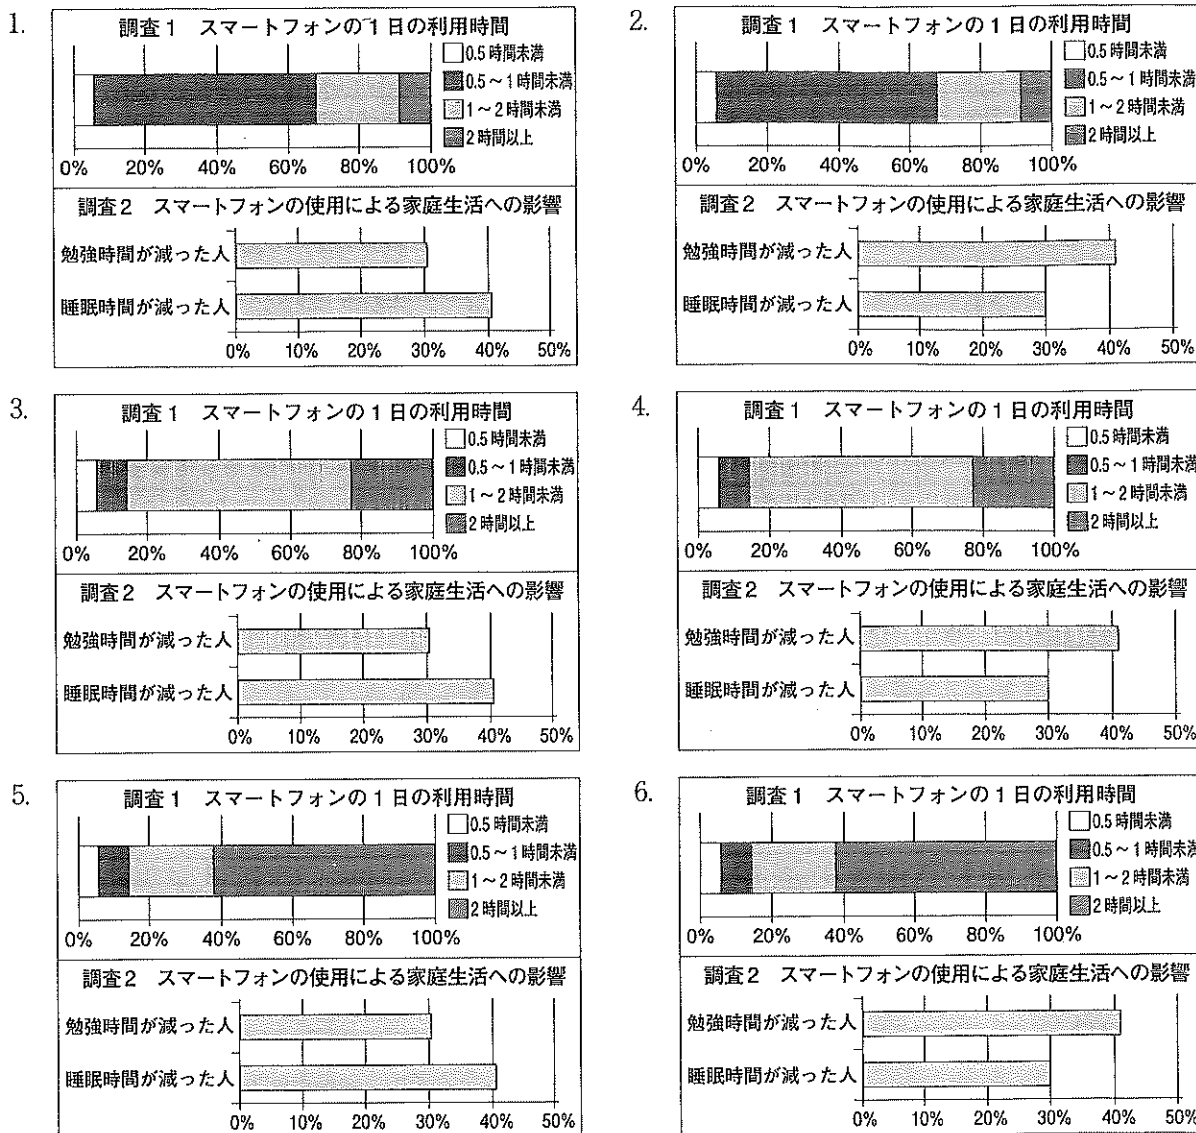 1.
調査1 スマートフォンの1日の利用時間
0.5時間未満
0.5~1時間未満
1~2時間未満
2時間以上
0% 20% 40% 60% 80% 100%
調査2 スマートフォンの使用による家庭生活への影響
勉強時間が減った人
睡眠時間が減った人
0% 10% 20% 30% 40% 50%
2.
調査1 スマートフォンの1日の利用時間
0.5時間未満
0.5~1時間未満
1~2時間未満
2時間以上
0% 20% 40% 60% 80% 100%
調査2 スマートフォンの使用による家庭生活への影響
勉強時間が減った人
睡眠時間が減った人
0% 10% 20% 30% 40% 50%
3.
調査1 スマートフォンの1日の利用時間
0.5時間未満
0.5~1時間未満
1~2時間未満
2時間以上
0% 20% 40% 60% 80% 100%
調査2 スマートフォンの使用による家庭生活への影響
勉強時間が減った人
睡眠時間が減った人
0% 10% 20% 30% 40% 50%
4.
調査1 スマートフォンの1日の利用時間
0.5時間未満
0.5~1時間未満
1~2時間未満
2時間以上
0% 20% 40% 60% 80% 100%
調査2 スマートフォンの使用による家庭生活への影響
勉強時間が減った人
睡眠時間が減った人
0% 10% 20% 30% 40% 50%
5.
調査1 スマートフォンの1日の利用時間
0.5時間未満
0.5~1時間未満
1~2時間未満
2時間以上
0% 20% 40% 60% 80% 100%
調査2 スマートフォンの使用による家庭生活への影響
勉強時間が減った人
睡眠時間が減った人
0% 10% 20% 30% 40% 50%
6.
調査1 スマートフォンの1日の利用時間
0.5時間未満
0.5~1時間未満
1~2時間未満
2時間以上
0% 20% 40% 60% 80% 100%
調査2 スマートフォンの使用による家庭生活への影響
勉強時間が減った人
睡眠時間が減った人
0% 10% 20% 30% 40% 50%